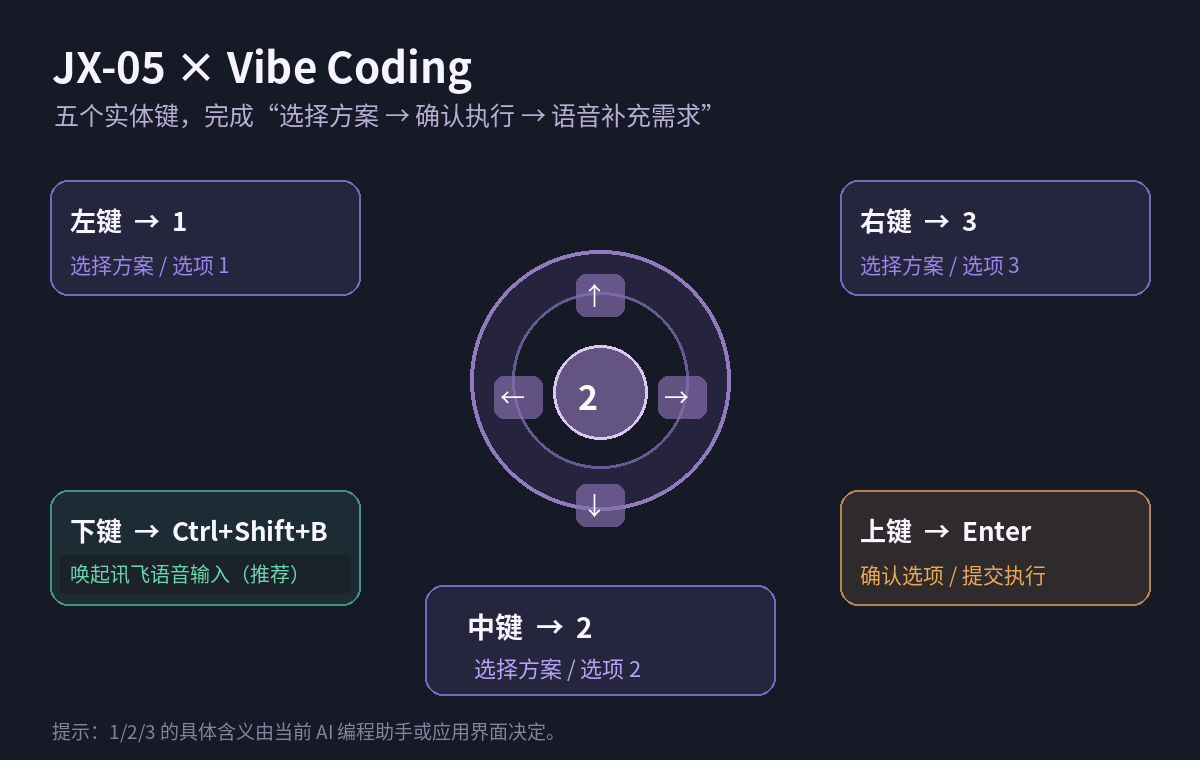 JX-05 × Vibe Coding
五个实体键，完成“选择方案 → 确认执行 → 语音补充需求”
左键 → 1
选择方案 / 选项 1
右键 → 3
选择方案 / 选项 3
↑
← 2 →
↓
下键 → Ctrl+Shift+B
唤起讯飞语音输入（推荐）
上键 → Enter
确认选项 / 提交执行
中键 → 2
选择方案 / 选项 2
提示：1/2/3 的具体含义由当前 AI 编程助手或应用界面决定。